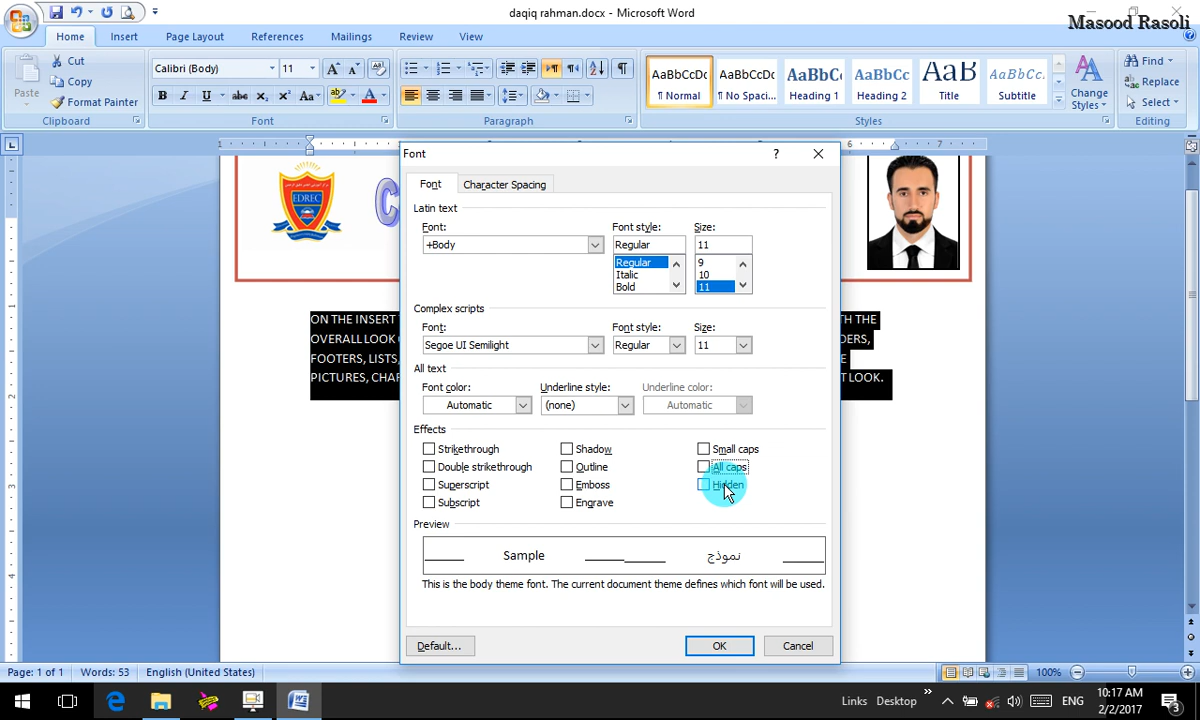 daqiq rahman.docx - Microsoft Word
Masood Rasoli
Home Insert Page Layout References Mailings Review View
Paste
Cut
Copy
Format Painter
Clipboard
Calibri (Body) 11
Font
Paragraph
AaBbCcDc AaBbCcDc AaBbC AaBbCc AaB AaBbCc.
¶ Normal ¶ No Spaci... Heading 1 Heading 2 Title Subtitle
Change
Styles
Styles
Find
Replace
Select
Editing
EDREC
ON THE INSERT TH THE
OVERALL LOOK DERS,
FOOTERS, LISTS,
PICTURES, CHAR T LOOK.
Font
Font Character Spacing
Latin text
Font: Font style: Size:
+Body Regular 11
Regular 9
Italic 10
Bold 11
Complex scripts
Font: Font style: Size:
Segoe UI Semilight Regular 11
All text
Font color: Underline style: Underline color:
Automatic (none) Automatic
Effects
Strikethrough Shadow Small caps
Double strikethrough Outline All caps
Superscript Emboss Hidden
Subscript Engrave
Preview
Sample نموذج
This is the body theme font. The current document theme defines which font will be used.
Default... OK Cancel
Page: 1 of 1 Words: 53 English (United States) 100%
Links Desktop ENG 10:17 AM
2/2/2017